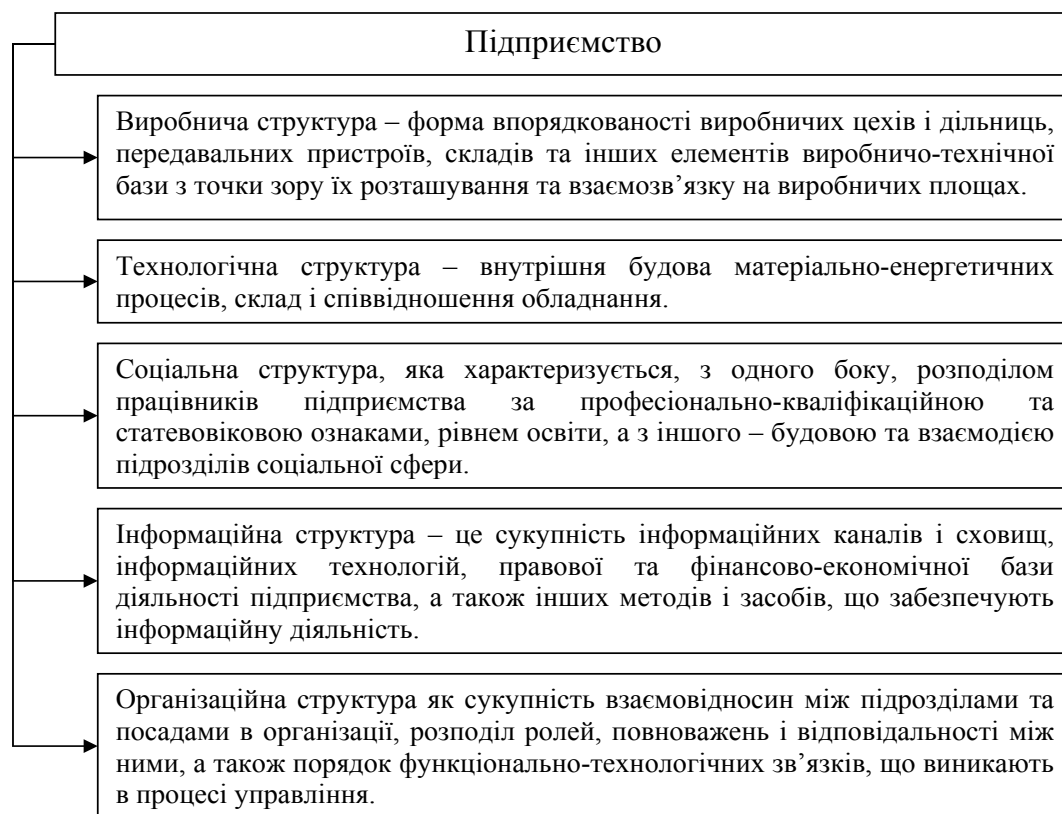 Підприємство
Виробнича структура – форма впорядкованості виробничих цехів і дільниць,
передавальних пристроїв, складів та інших елементів виробничо-технічної
бази з точки зору їх розташування та взаємозв’язку на виробничих площах.
Технологічна структура – внутрішня будова матеріально-енергетичних
процесів, склад і співвідношення обладнання.
Соціальна структура, яка характеризується, з одного боку, розподілом
працівників підприємства за професіонально-кваліфікаційною та
статевовіковою ознаками, рівнем освіти, а з іншого – будовою та взаємодією
підрозділів соціальної сфери.
Інформаційна структура – це сукупність інформаційних каналів і сховищ,
інформаційних технологій, правової та фінансово-економічної бази
діяльності підприємства, а також інших методів і засобів, що забезпечують
інформаційну діяльність.
Організаційна структура як сукупність взаємовідносин між підрозділами та
посадами в організації, розподіл ролей, повноважень і відповідальності між
ними, а також порядок функціонально-технологічних зв’язків, що виникають
в процесі управління.